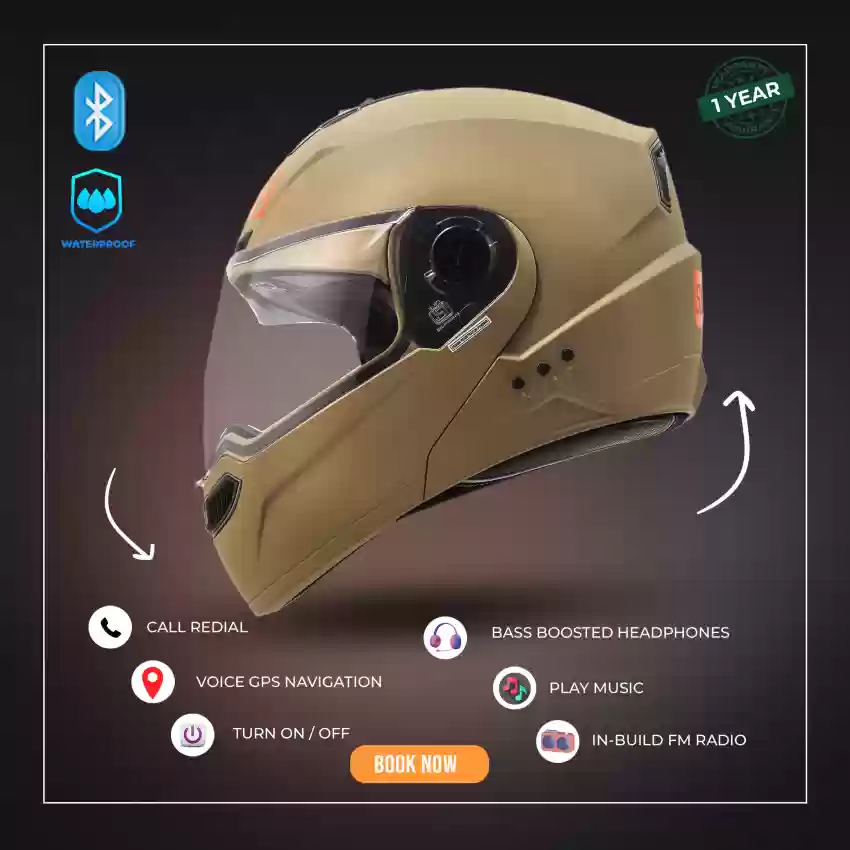 1 YEAR
WATERPROOF
CALL REDIAL
BASS BOOSTED HEADPHONES
VOICE GPS NAVIGATION
PLAY MUSIC
TURN ON / OFF
IN-BUILD FM RADIO
BOOK NOW